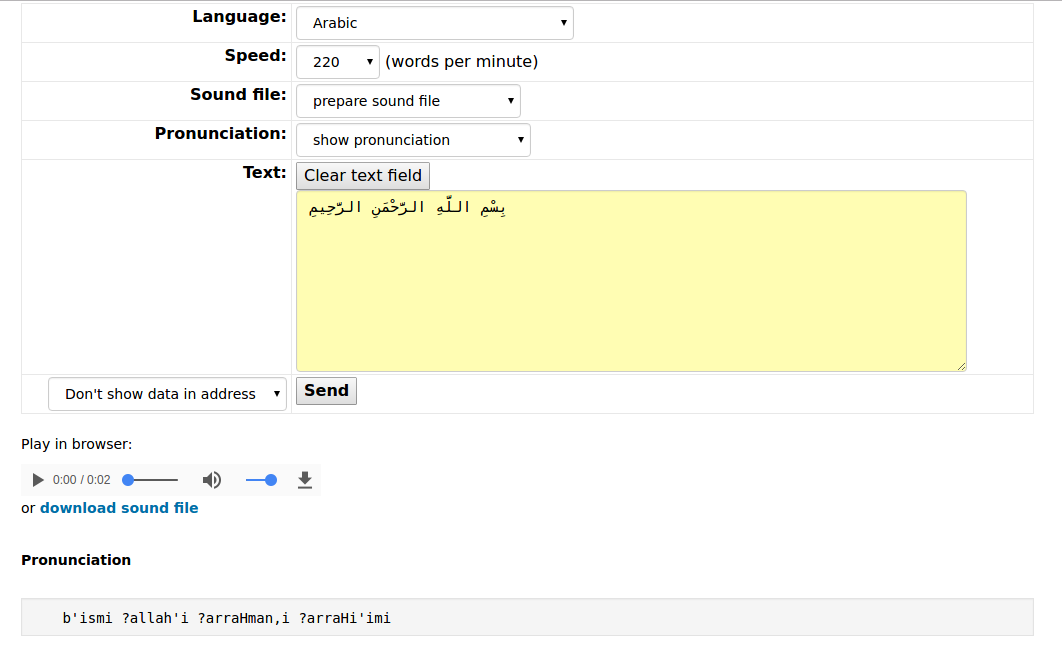 Language: Arabic
Speed: 220 (words per minute)
Sound file: prepare sound file
Pronunciation: show pronunciation
Text: Clear text field
بِسْمِ اللَّهِ الرَّحْمَنِ الرَّحِيمِ
Don't show data in address Send
Play in browser:
0:00 / 0:02
or download sound file
Pronunciation
b'ismi ?allah'i ?arraHman,i ?arraHi'imi